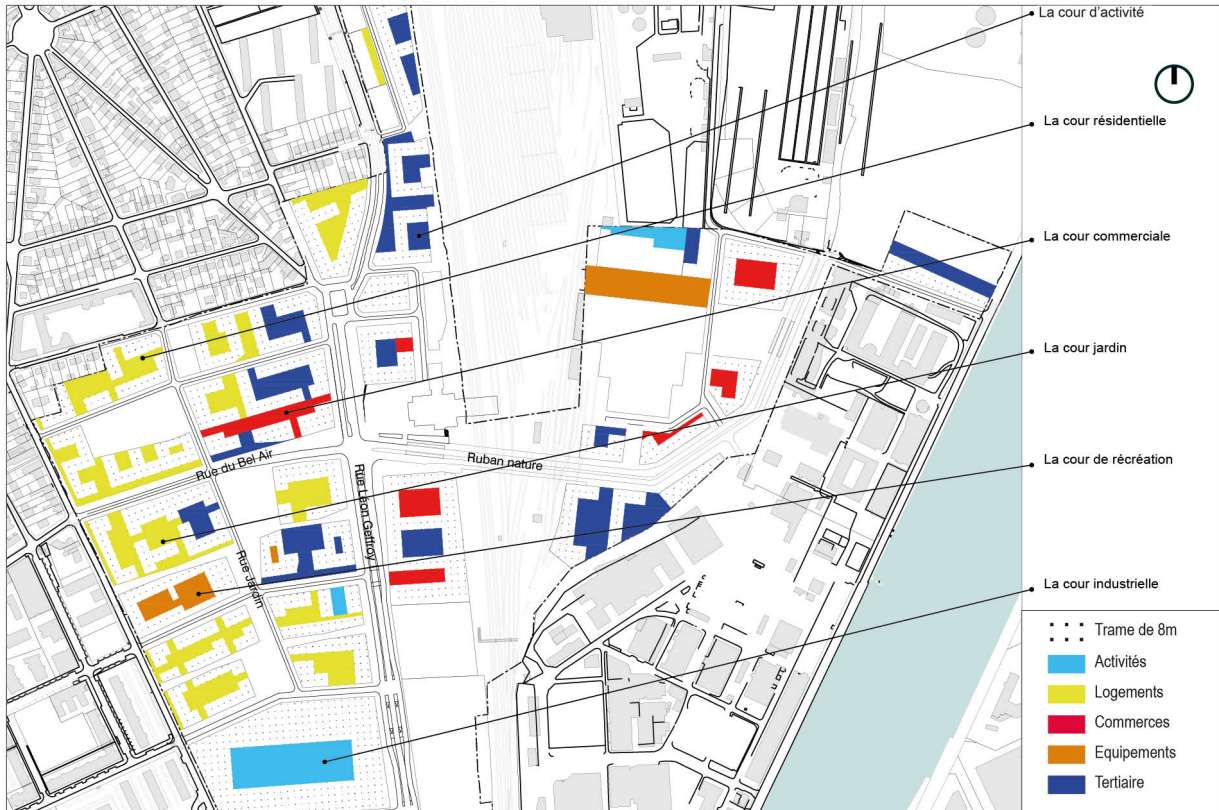 La cour d'activité
La cour résidentielle
La cour commerciale
La cour jardin
Rue du Bel Air
Ruban nature
Rue Léon Geffroy
La cour de récréation
Rue Jardin
La cour industrielle
Trame de 8m
Activités
Logements
Commerces
Equipements
Tertiaire